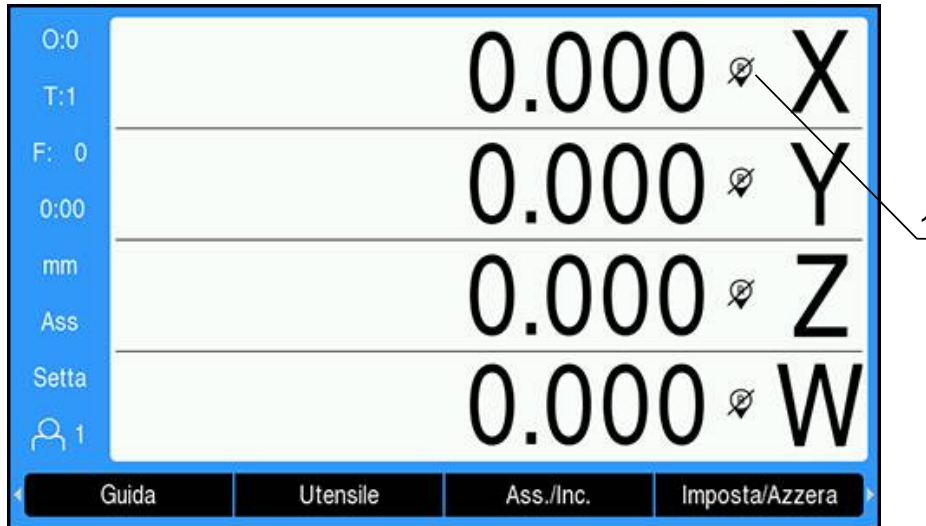 O:0
T:1
F: 0
0:00
mm
Ass
Setta
1
0.000 X
0.000 Y
0.000 Z
0.000 W
Guida Utensile Ass./Inc. Imposta/Azzera